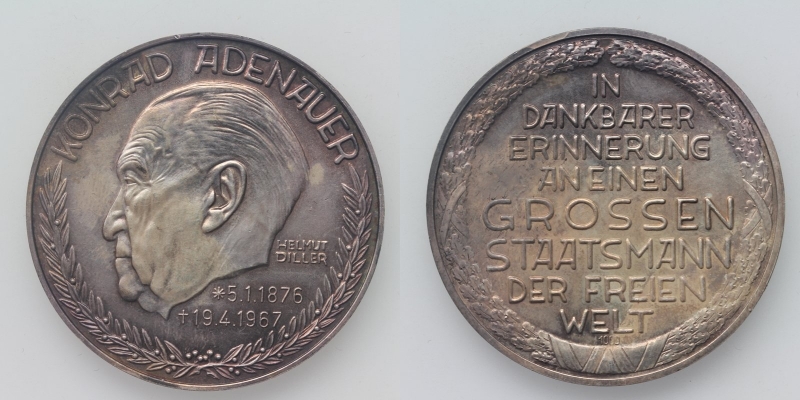 KONRAD ADENAUER
HELMUT
DILLER
*5.1.1876
†19.4.1967
IN
DANKBARER
ERINNERUNG
AN EINEN
GROSSEN
STAATSMANN
DER FREIEN
WELT